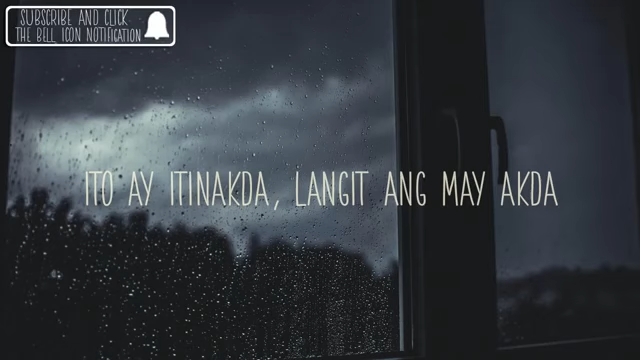 SUBSCRIBE AND CLICK
THE BELL ICON NOTIFICATION
ITO AY ITINAKDA, LANGIT ANG MAY AKDA